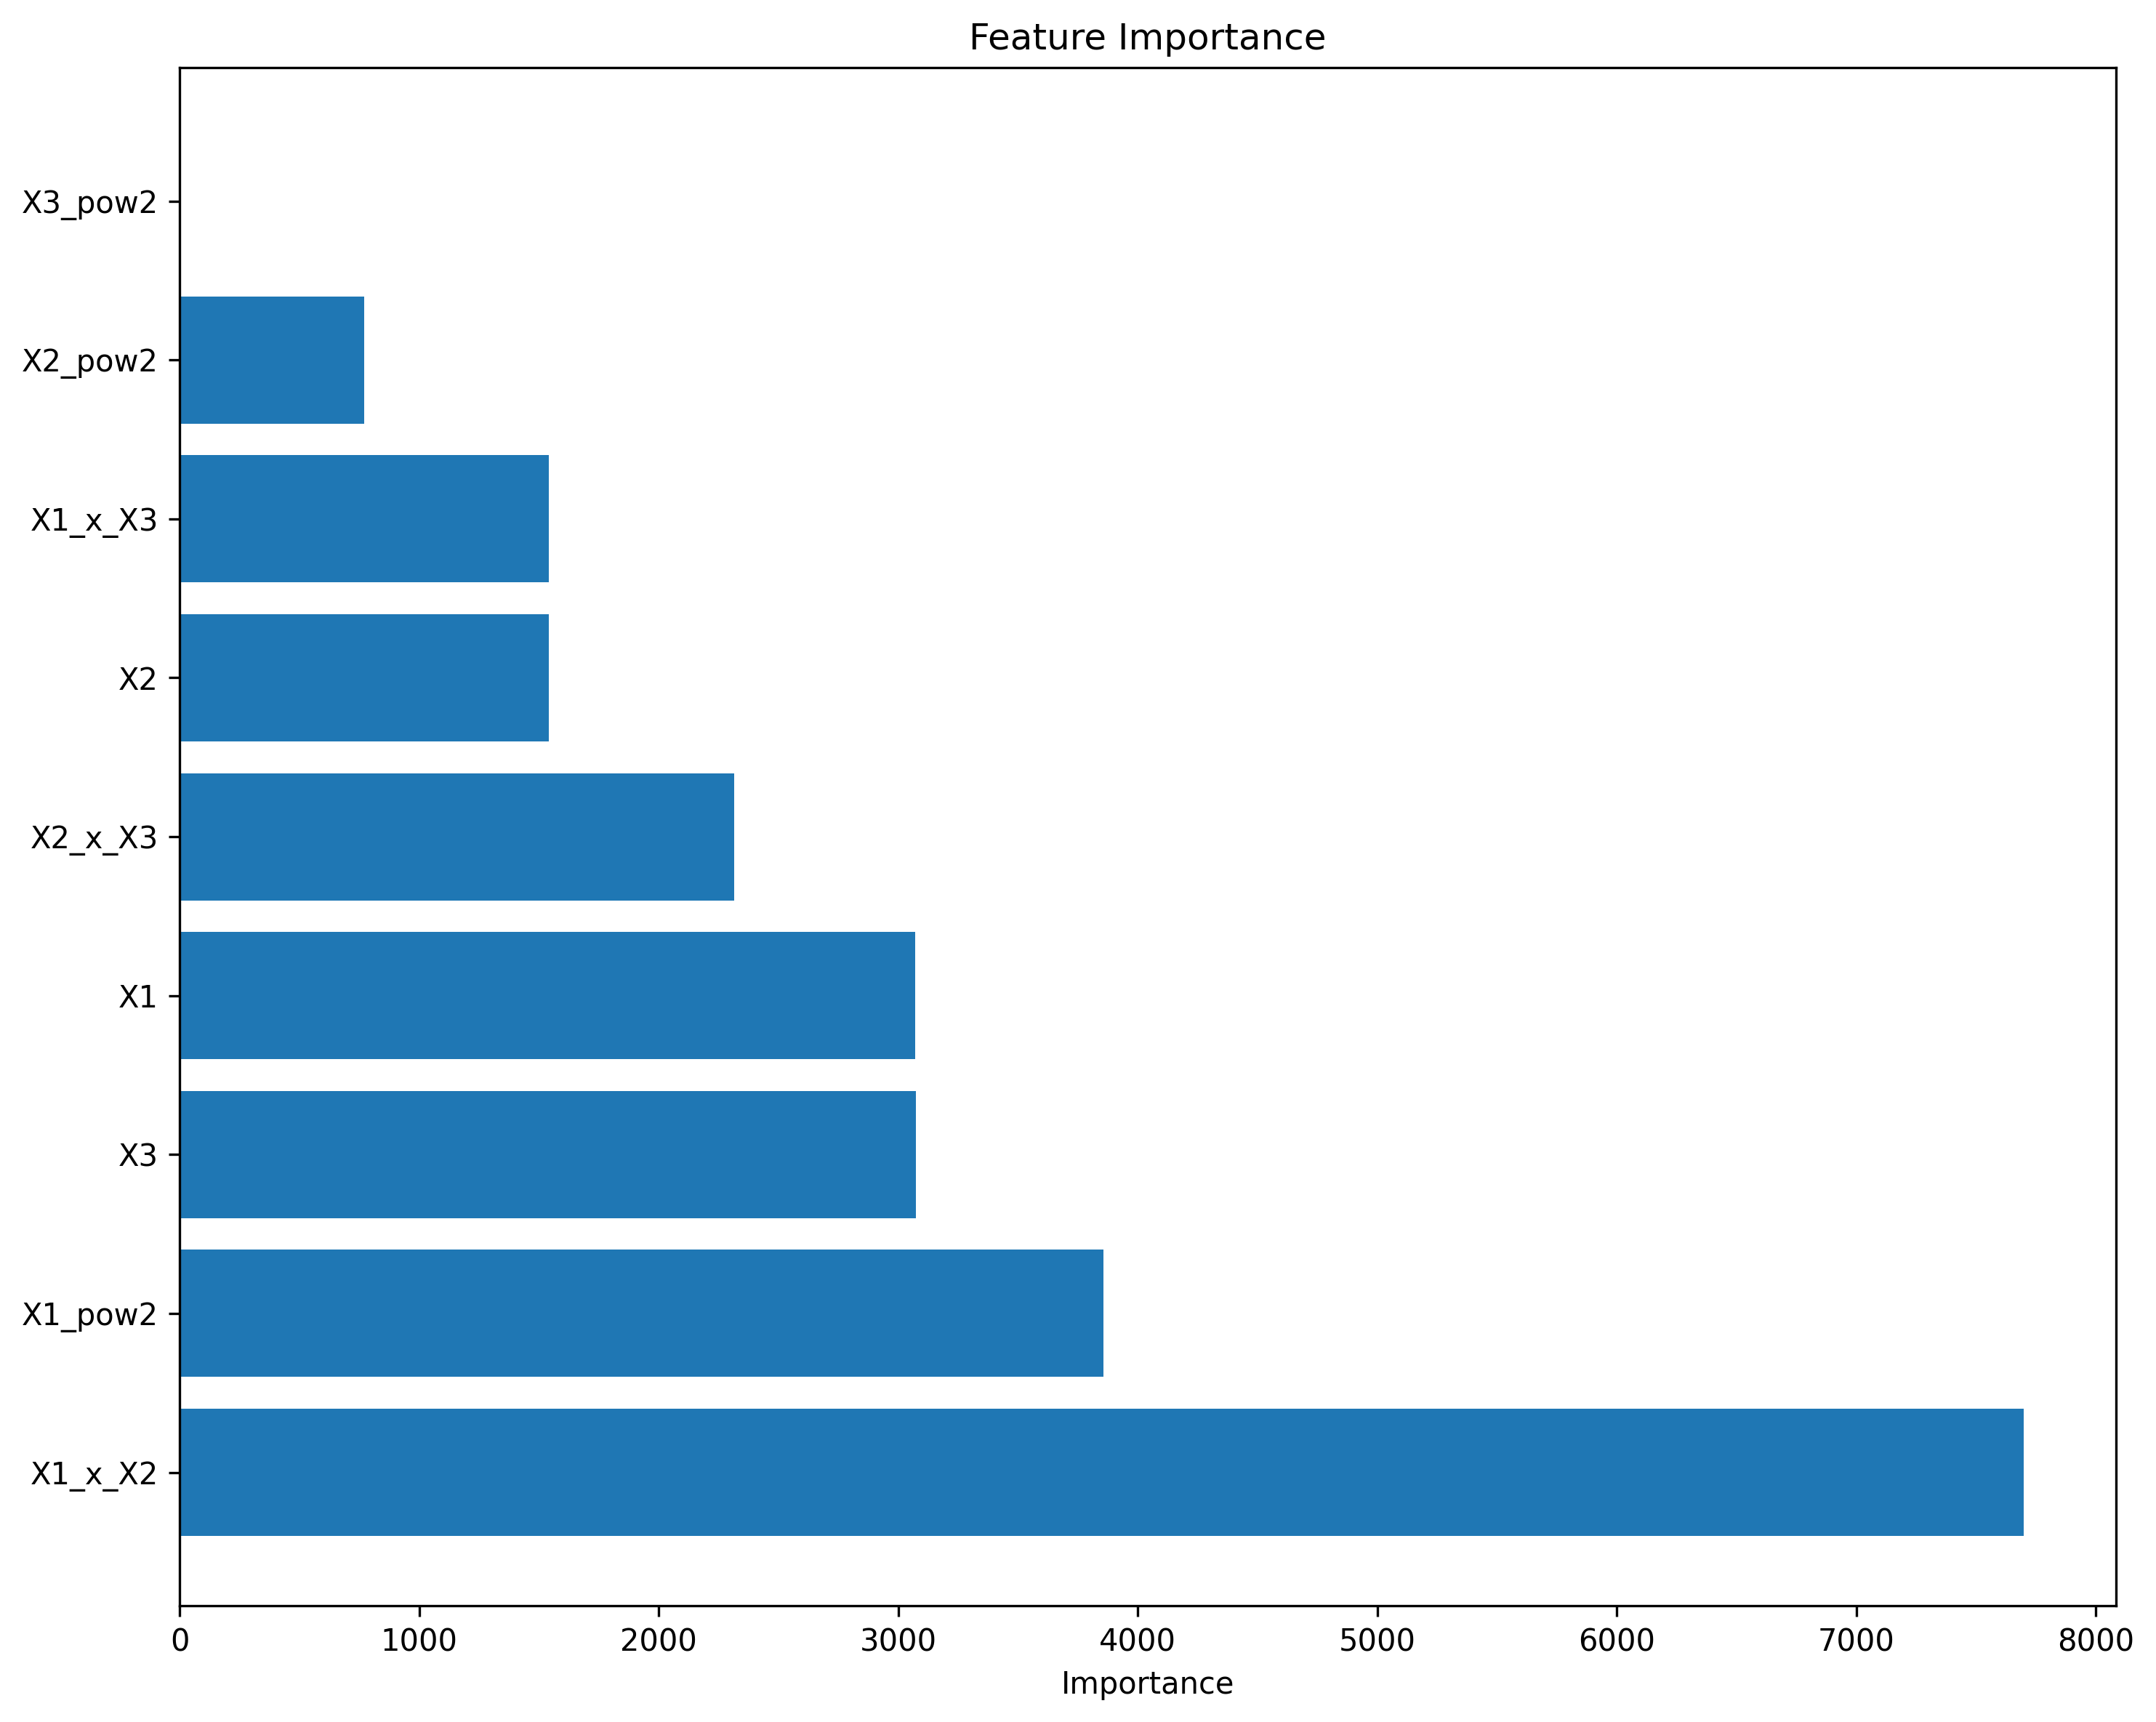 Feature Importance
X3_pow2
X2_pow2
X1_x_X3
X2
X2_x_X3
X1
X3
X1_pow2
X1_x_X2
0 1000 2000 3000 4000 5000 6000 7000 8000
Importance